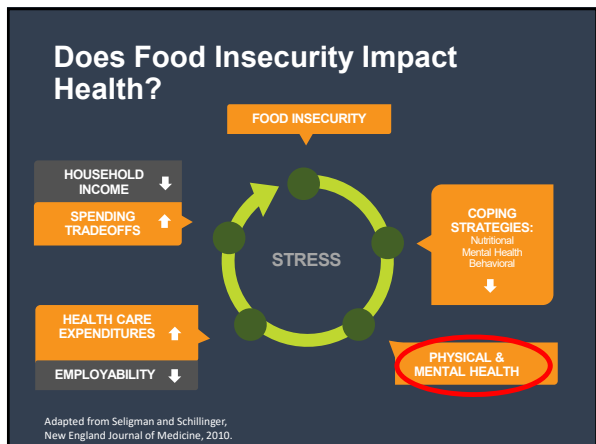 Does Food Insecurity Impact
Health?
FOOD INSECURITY
HOUSEHOLD
INCOME
SPENDING
TRADEOFFS
STRESS
COPING
STRATEGIES:
Nutritional
Mental Health
Behavioral
HEALTH CARE
EXPENDITURES
EMPLOYABILITY
PHYSICAL &
MENTAL HEALTH
Adapted from Seligman and Schillinger,
New England Journal of Medicine, 2010.